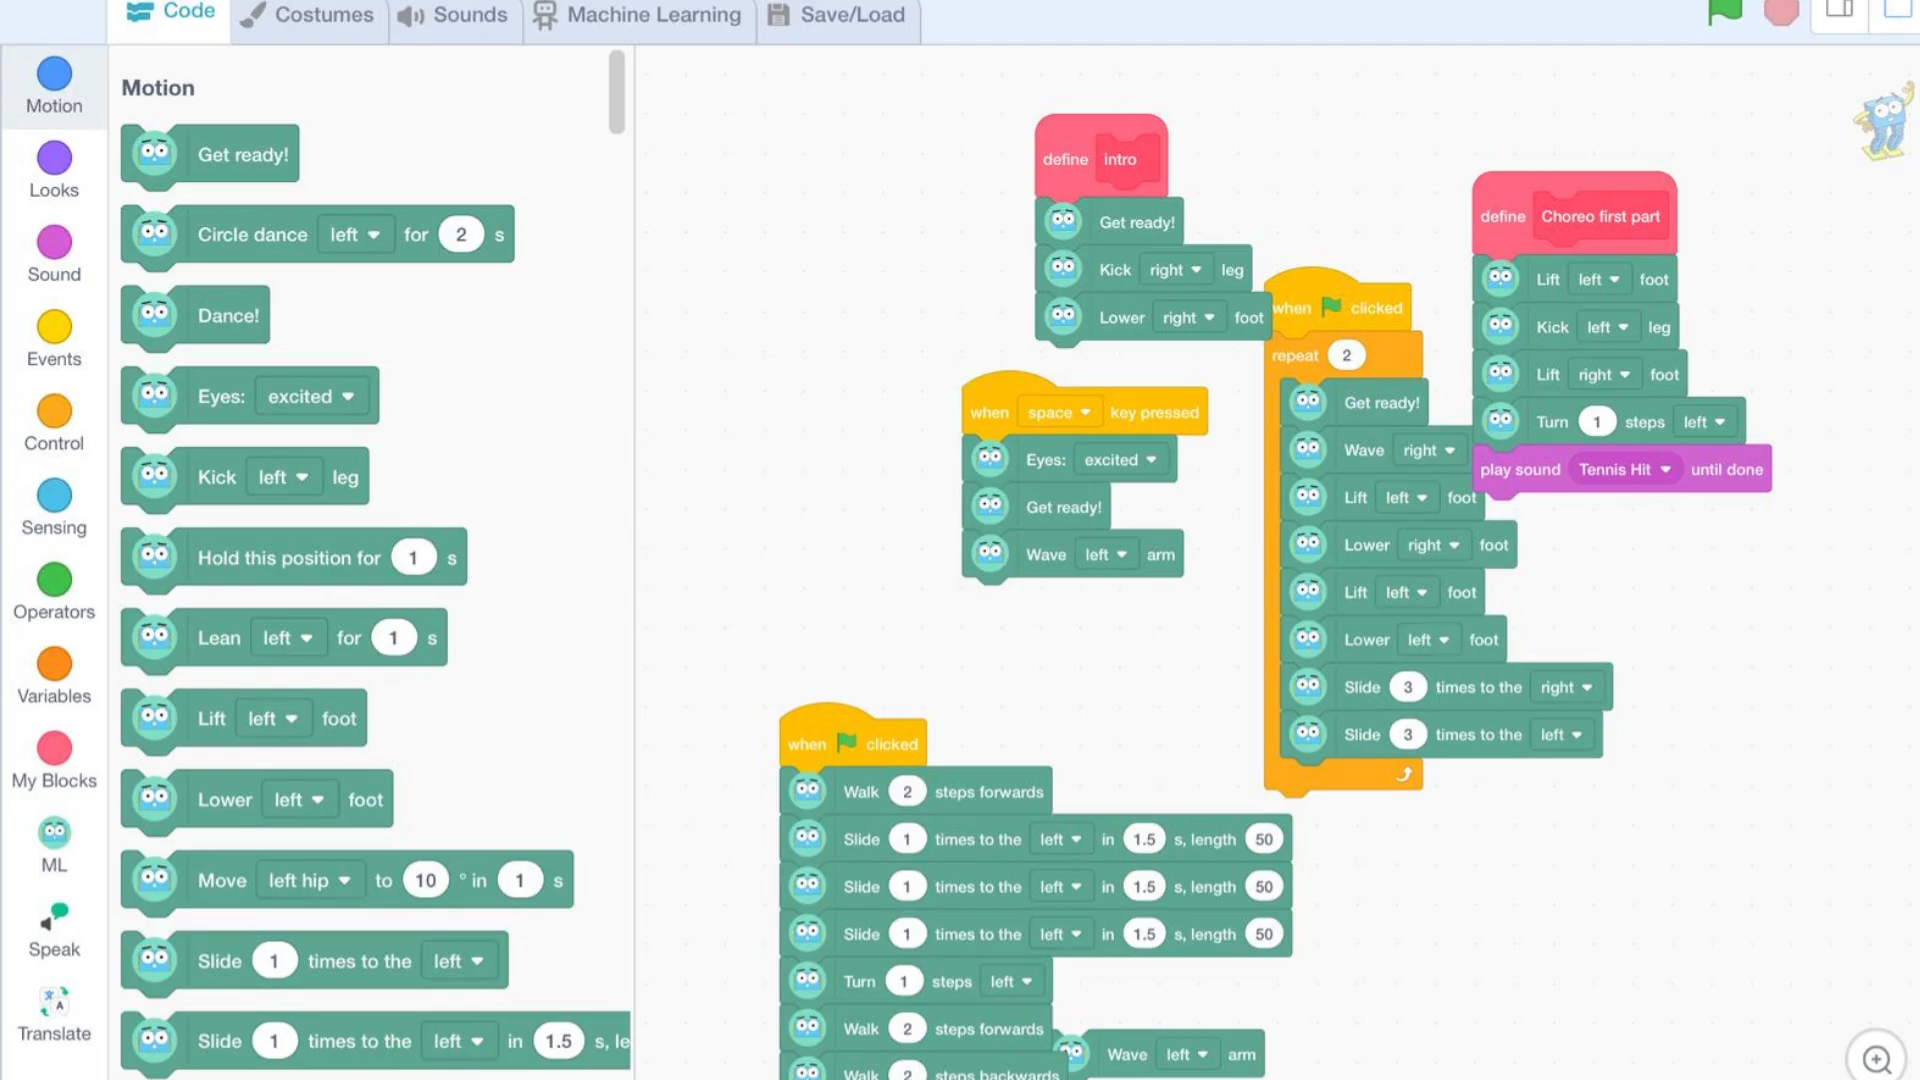 Code
Costumes
Sounds
Machine Learning
Save/Load
Motion
Looks
Sound
Events
Control
Sensing
Operators
Variables
My Blocks
ML
Speak
Translate
Motion
Get ready!
Circle dance left for 2 s
Dance!
Eyes: excited
Kick left leg
Hold this position for 1 s
Lean left for 1 s
Lift left foot
Lower left foot
Move left hip to 10 ° in 1 s
Slide 1 times to the left
Slide 1 times to the left in 1.5 s, le
define intro
Get ready!
Kick right leg
Lower right foot
when space key pressed
Eyes: excited
Get ready!
Wave left arm
when clicked
repeat 2
Get ready!
Wave right
Lift left foot
Lower right foot
Lift left foot
Lower left foot
Slide 3 times to the right
Slide 3 times to the left
define Choreo first part
Lift left foot
Kick left leg
Lift right foot
Turn 1 steps left
play sound Tennis Hit until done
when clicked
Walk 2 steps forwards
Slide 1 times to the left in 1.5 s, length 50
Slide 1 times to the left in 1.5 s, length 50
Slide 1 times to the left in 1.5 s, length 50
Turn 1 steps left
Walk 2 steps forwards
Walk 2 steps backwards
Wave left arm